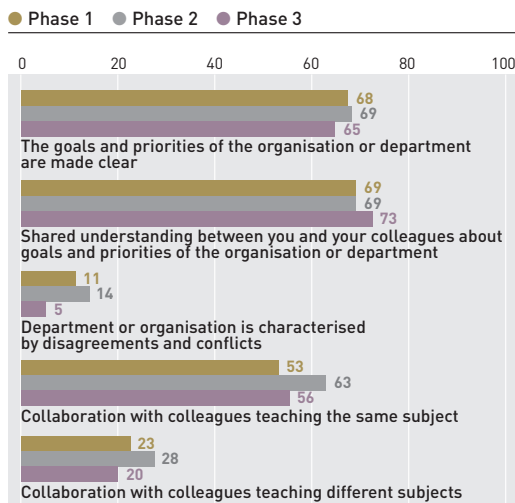 Phase 1 Phase 2 Phase 3
0 20 40 60 80 100
68
69
65
The goals and priorities of the organisation or department
are made clear
69
69
73
Shared understanding between you and your colleagues about
goals and priorities of the organisation or department
11
14
5
Department or organisation is characterised
by disagreements and conflicts
53
63
56
Collaboration with colleagues teaching the same subject
23
28
20
Collaboration with colleagues teaching different subjects